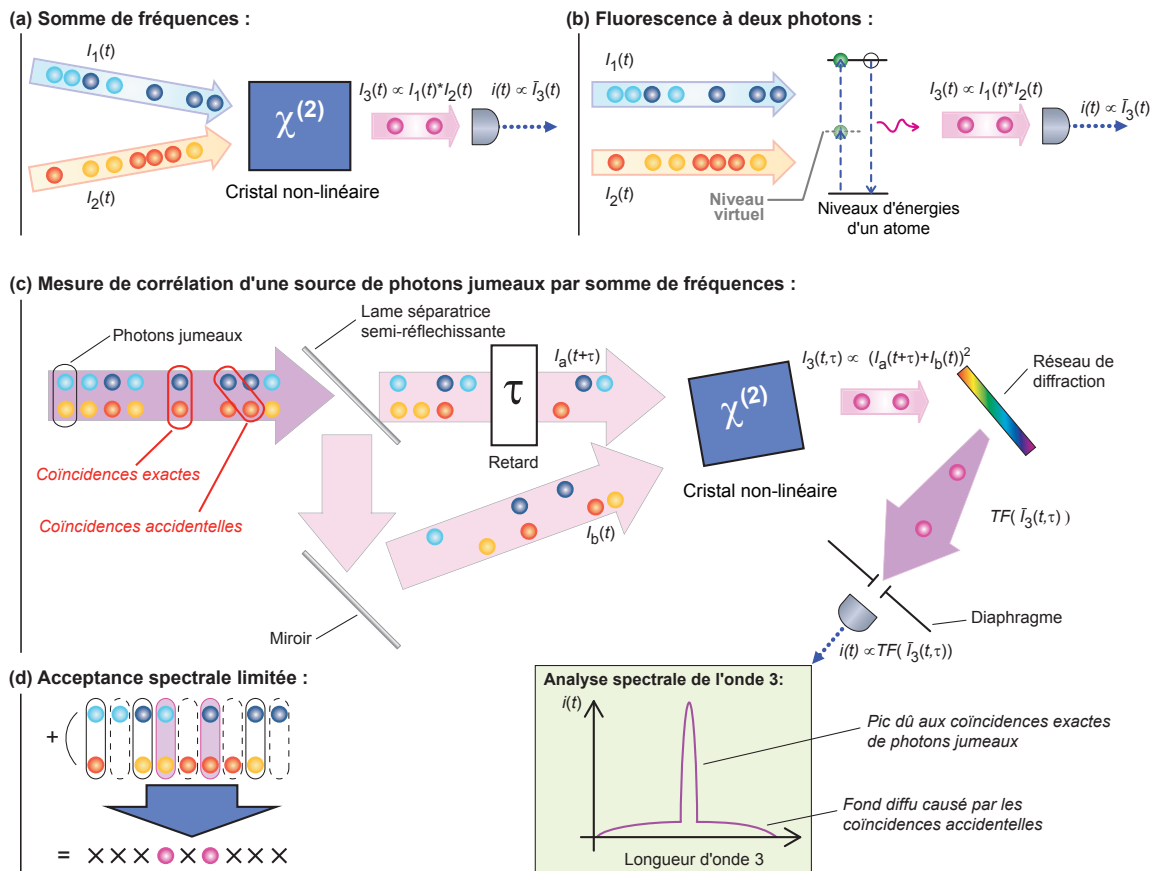 (a) Somme de fréquences :
I1(t)
I2(t)
χ(2)
Cristal non-linéaire
I3(t) ∝ I1(t)*I2(t)
i(t) ∝ Ī3(t)
(b) Fluorescence à deux photons :
I1(t)
I2(t)
Niveau
virtuel
Niveaux d'énergies
d'un atome
I3(t) ∝ I1(t)*I2(t)
i(t) ∝ Ī3(t)
(c) Mesure de corrélation d'une source de photons jumeaux par somme de fréquences :
Photons jumeaux
Lame séparatrice
semi-réflechissante
Coïncidences exactes
Coïncidences accidentelles
Ia(t+τ)
τ
Retard
Ib(t)
Miroir
χ(2)
Cristal non-linéaire
I3(t,τ) ∝ (Ia(t+τ)+Ib(t))2
Réseau de
diffraction
TF( Ī3(t,τ) )
Diaphragme
i(t) ∝TF( Ī3(t,τ))
(d) Acceptance spectrale limitée :
+
= × × × × × × ×
Analyse spectrale de l'onde 3:
i(t)
Longueur d'onde 3
Pic dû aux coïncidences exactes
de photons jumeaux
Fond diffu causé par les
coïncidences accidentelles